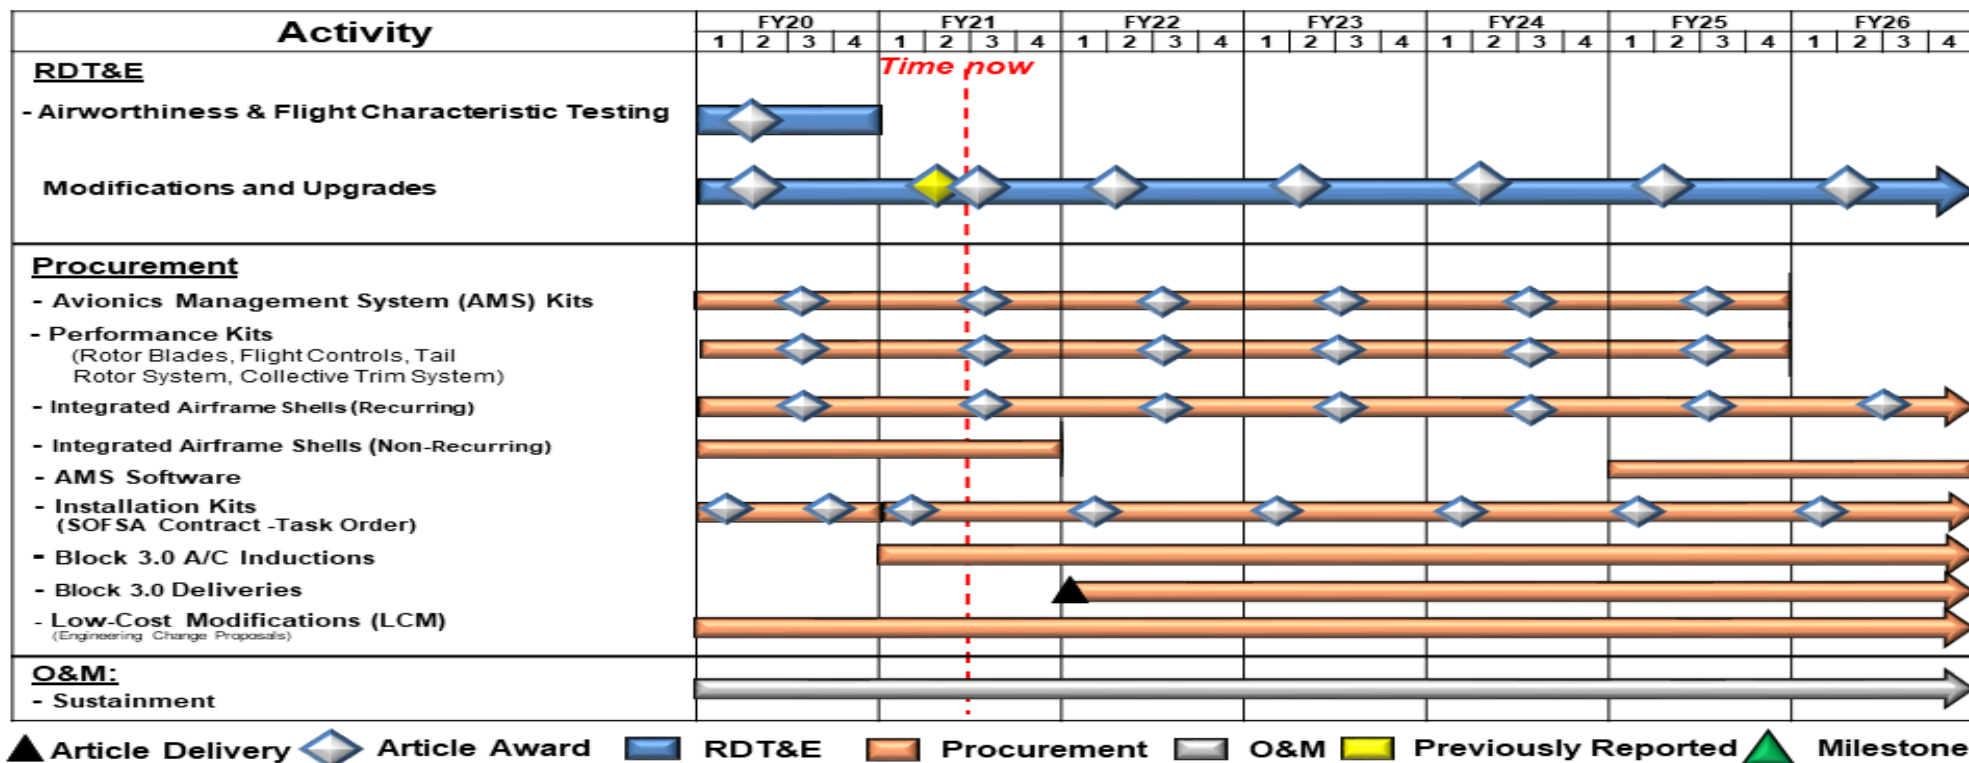 Activity
FY20 FY21 FY22 FY23 FY24 FY25 FY26
1 2 3 4 1 2 3 4 1 2 3 4 1 2 3 4 1 2 3 4 1 2 3 4 1 2 3 4
RDT&E
Time now
- Airworthiness & Flight Characteristic Testing
Modifications and Upgrades
Procurement
- Avionics Management System (AMS) Kits
- Performance Kits
(Rotor Blades, Flight Controls, Tail
Rotor System, Collective Trim System)
- Integrated Airframe Shells (Recurring)
- Integrated Airframe Shells (Non-Recurring)
- AMS Software
- Installation Kits
(SOFSA Contract -Task Order)
- Block 3.0 A/C Inductions
- Block 3.0 Deliveries
- Low-Cost Modifications (LCM)
(Engineering Change Proposals)
O&M:
- Sustainment
Article Delivery Article Award RDT&E Procurement O&M Previously Reported Milestone